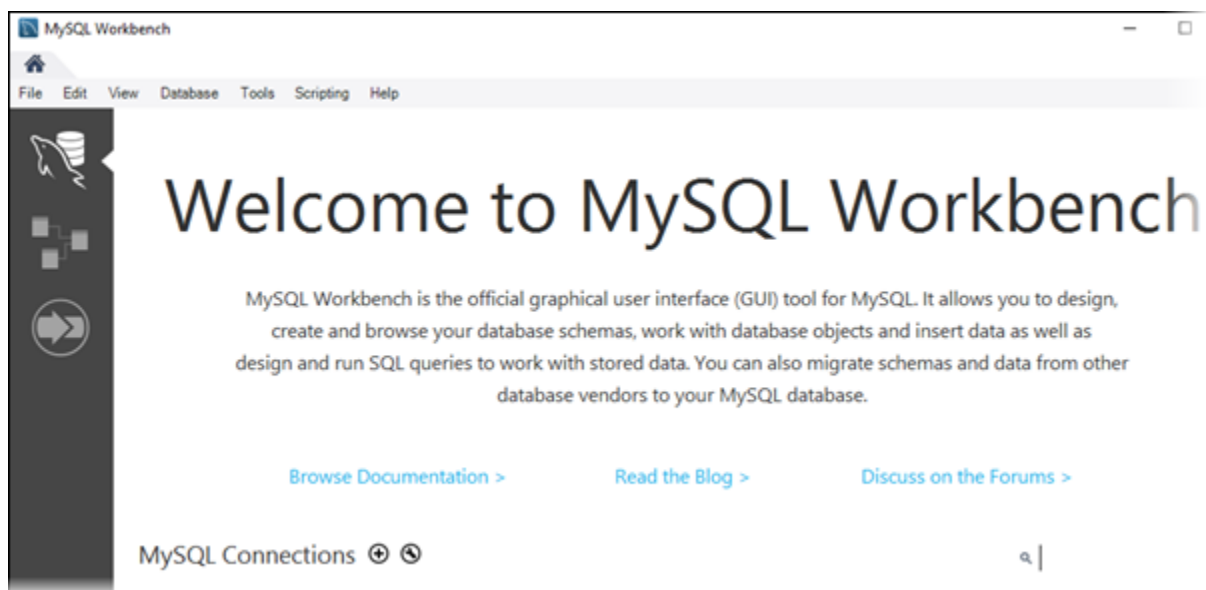 MySQL Workbench
File Edit View Database Tools Scripting Help
Welcome to MySQL Workbench
MySQL Workbench is the official graphical user interface (GUI) tool for MySQL. It allows you to design,
create and browse your database schemas, work with database objects and insert data as well as
design and run SQL queries to work with stored data. You can also migrate schemas and data from other
database vendors to your MySQL database.
Browse Documentation > Read the Blog > Discuss on the Forums >
MySQL Connections